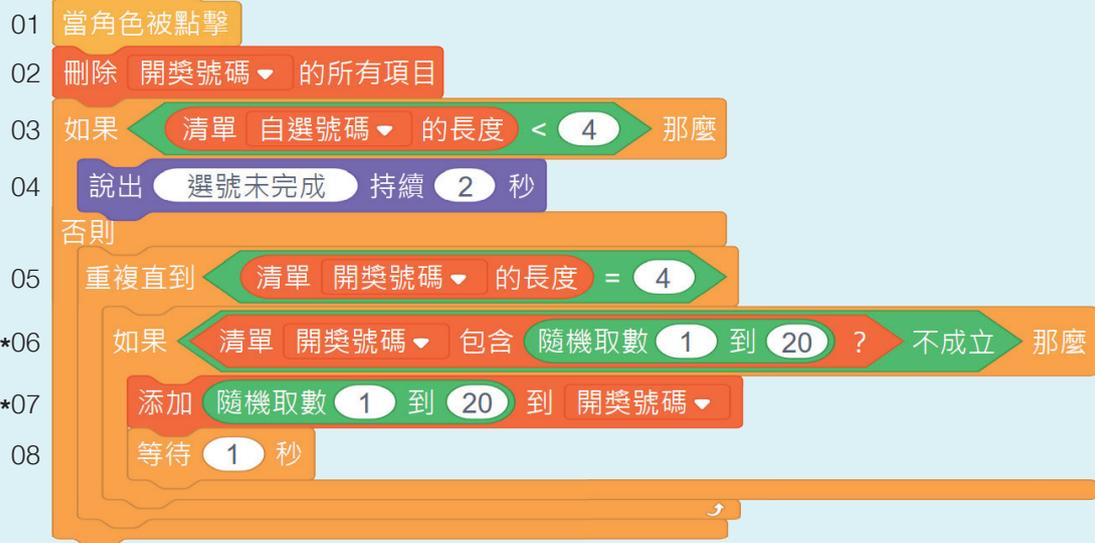 01 當角色被點擊
02 刪除 開獎號碼 的所有項目
03 如果 清單 自選號碼 的長度 < 4 那麼
04 說出 選號未完成 持續 2 秒
否則
05 重複直到 清單 開獎號碼 的長度 = 4
*06 如果 清單 開獎號碼 包含 隨機取數 1 到 20 ? 不成立 那麼
*07 添加 隨機取數 1 到 20 到 開獎號碼
08 等待 1 秒